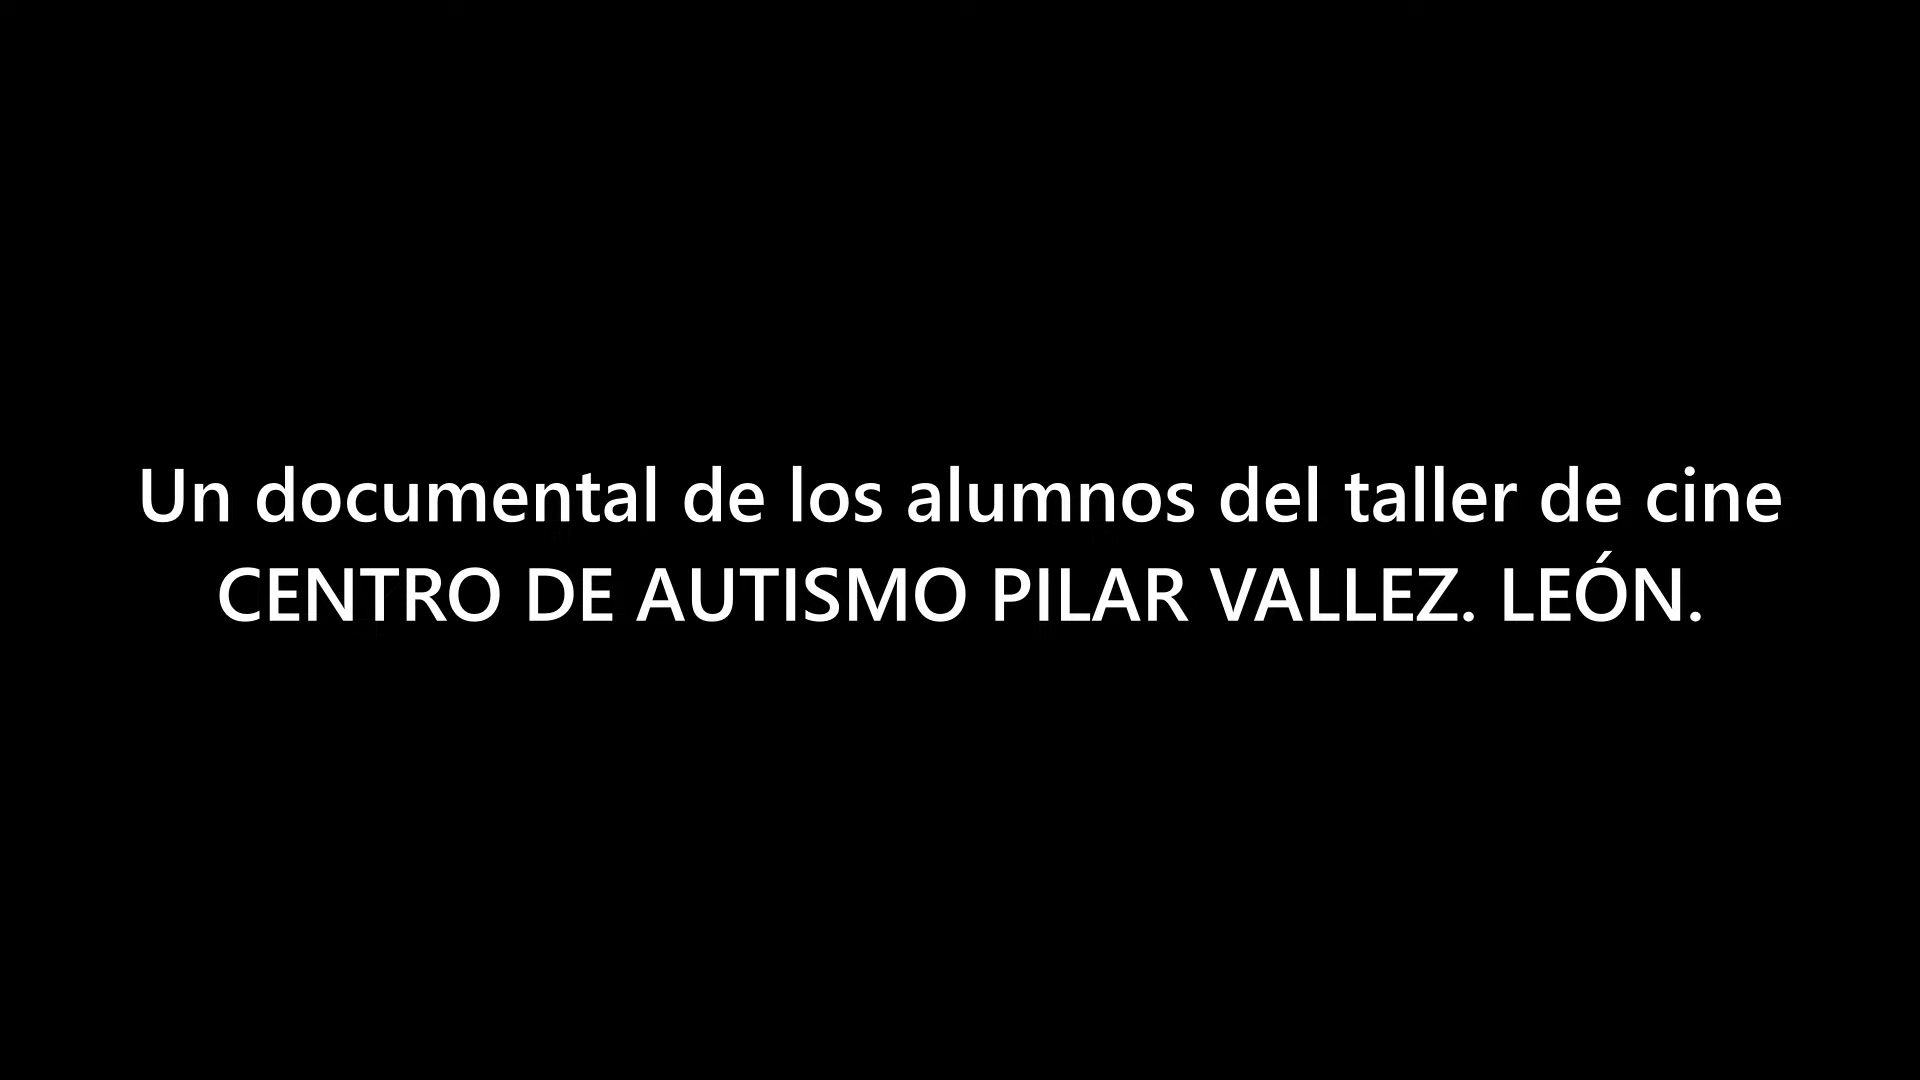 Un documental de los alumnos del taller de cine
CENTRO DE AUTISMO PILAR VALLEZ. LEÓN.